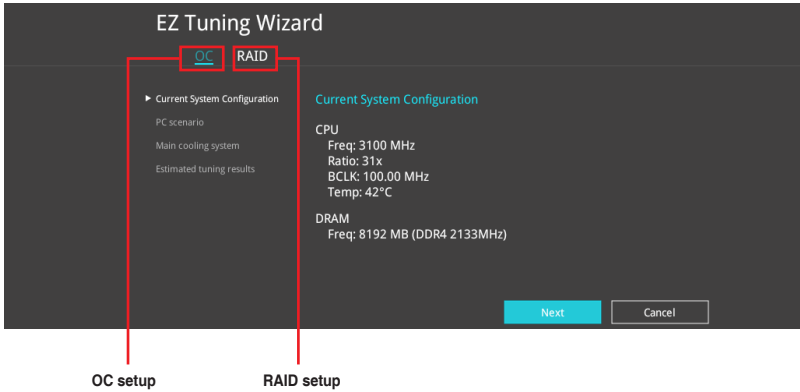 EZ Tuning Wizard
OC RAID
Current System Configuration
PC scenario
Main cooling system
Estimated tuning results
Current System Configuration
CPU
Freq: 3100 MHz
Ratio: 31x
BCLK: 100.00 MHz
Temp: 42°C
DRAM
Freq: 8192 MB (DDR4 2133MHz)
Next Cancel
OC setup RAID setup